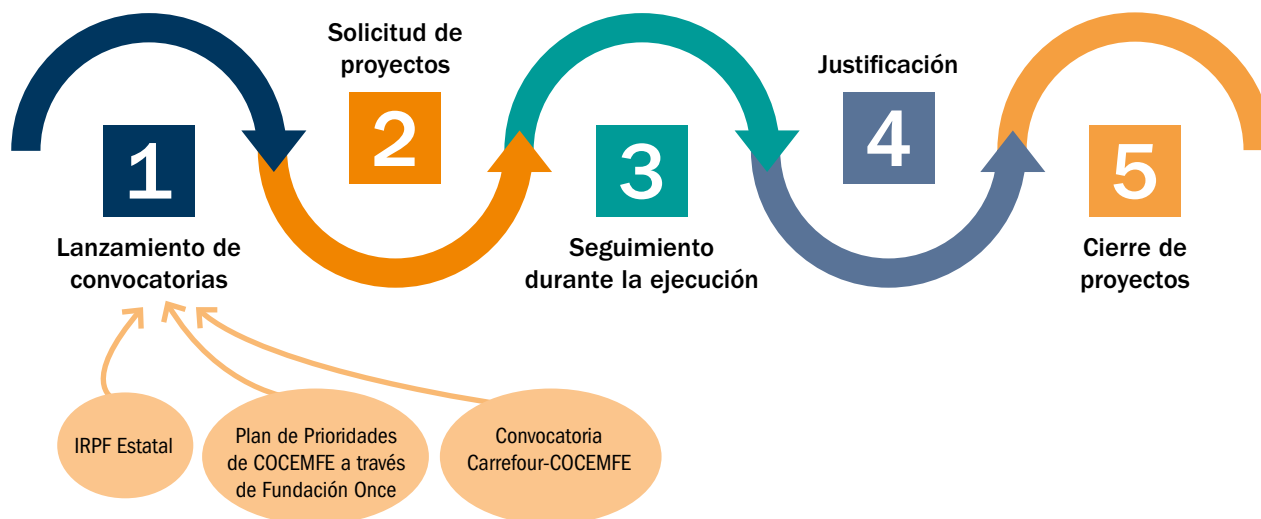 1
Lanzamiento de
convocatorias
Solicitud de
proyectos
2
3
Seguimiento
durante la ejecución
Justificación
4
5
Cierre de
proyectos
IRPF Estatal
Plan de Prioridades
de COCEMFE a través
de Fundación Once
Convocatoria
Carrefour-COCEMFE